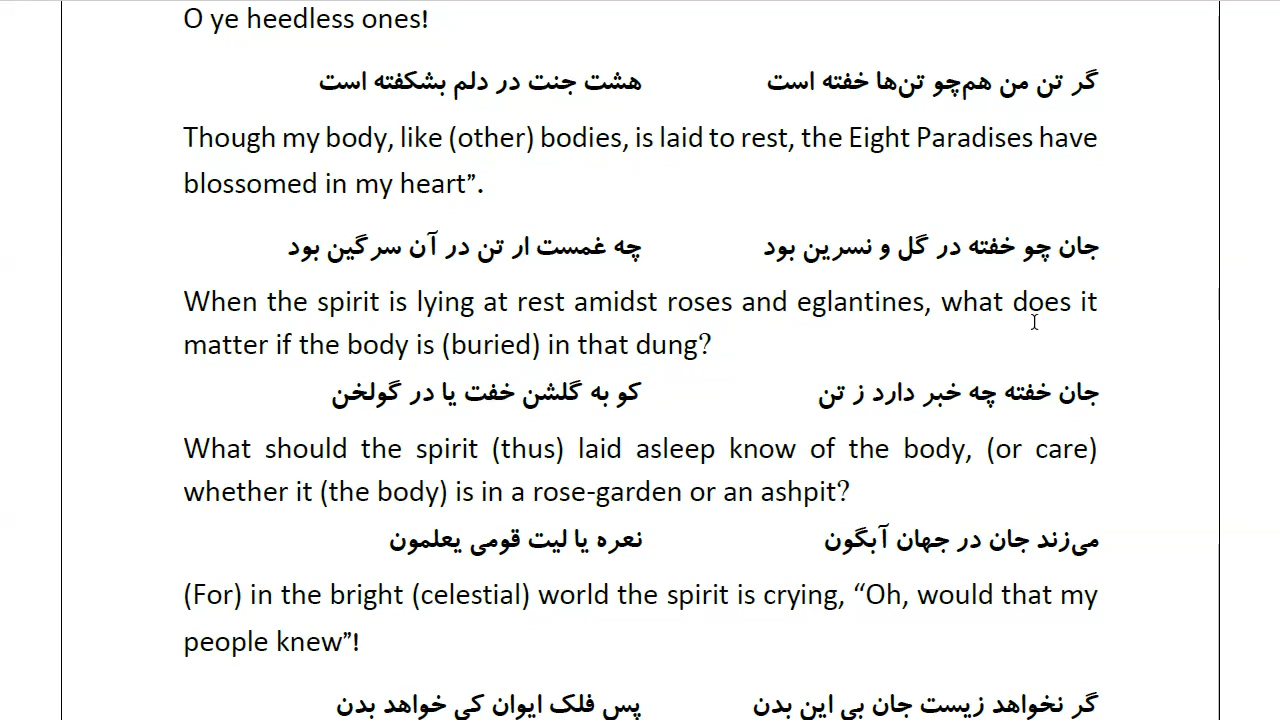 O ye heedless ones!
گر تن من هم‌چو تن‌ها خفته است هشت جنت در دلم بشکفته است
Though my body, like (other) bodies, is laid to rest, the Eight Paradises have
blossomed in my heart”.
جان چو خفته در گل و نسرین بود چه غمست ار تن در آن سرگین بود
When the spirit is lying at rest amidst roses and eglantines, what does it
matter if the body is (buried) in that dung?
جان خفته چه خبر دارد ز تن کو به گلشن خفت یا در گولخن
What should the spirit (thus) laid asleep know of the body, (or care)
whether it (the body) is in a rose-garden or an ashpit?
می‌زند جان در جهان آبگون نعره یا لیت قومی یعلمون
(For) in the bright (celestial) world the spirit is crying, “Oh, would that my
people knew”!
گر نخواهد زیست جان بی این بدن پس فلک ایوان کی خواهد بدن